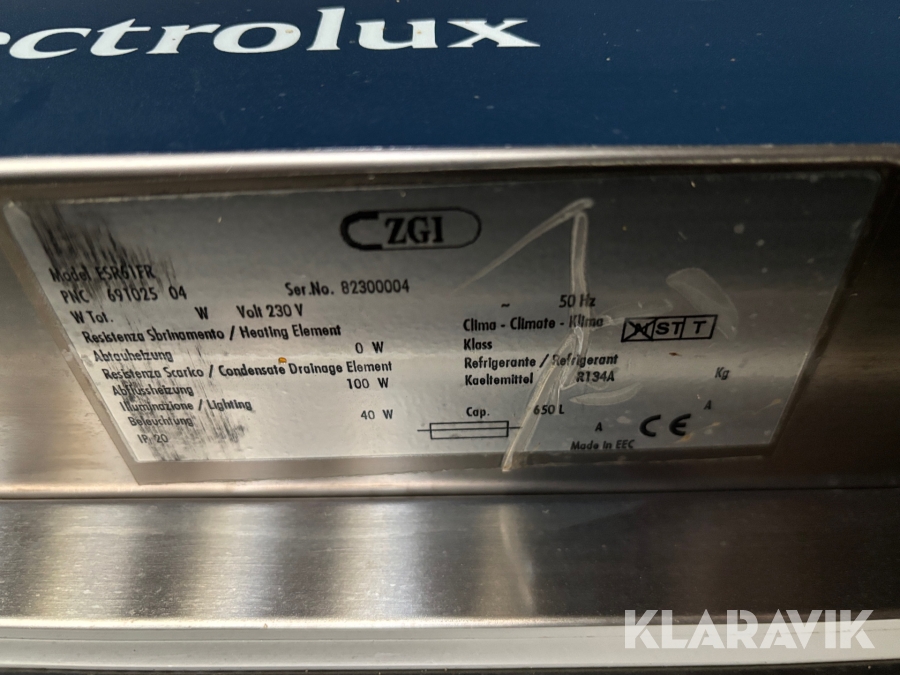 ectrolux
ZGI
Model ESR61FR
PNC 691025 04
Ser.No. 82300004
W Tot. W Volt 230 V
~ 50 Hz
Resistenza Sbrinamento / Heating Element
Abtauheizung 0 W
Clima - Climate - Klima
Klass
N ST T
Resistenza Scarico / Condensate Drainage Element
Abflussheizung 100 W
Refrigerante / Refrigerant
Kaeltemittel R134A Kg
Illuminazione / Lighting
Beleuchtung 40 W
Cap. 650 L
A
A
IP 20
CE
Made in EEC
KLARAVIK